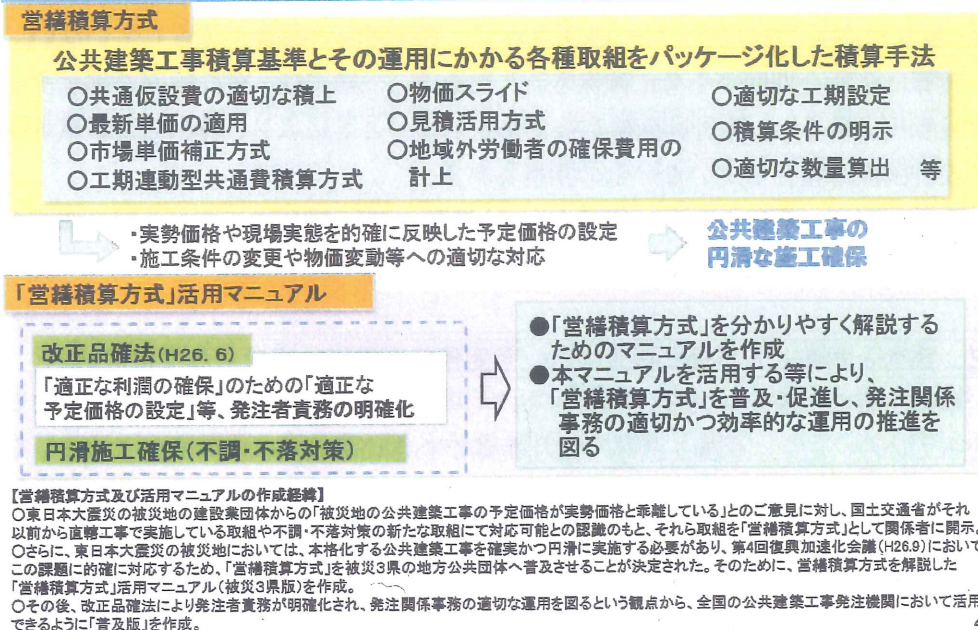 営繕積算方式
公共建築工事積算基準とその運用にかかる各種取組をパッケージ化した積算手法
○共通仮設費の適切な積上
○最新単価の適用
○市場単価補正方式
○工期連動型共通費積算方式
○物価スライド
○見積活用方式
○地域外労働者の確保費用の
計上
○適切な工期設定
○積算条件の明示
○適切な数量算出 等
・実勢価格や現場実態を的確に反映した予定価格の設定
・施工条件の変更や物価変動等への適切な対応
公共建築工事の
円滑な施工確保
「営繕積算方式」活用マニュアル
改正品確法(H26.6)
「適正な利潤の確保」のための「適正な
予定価格の設定」等、発注者責務の明確化
円滑施工確保(不調・不落対策)
●「営繕積算方式」を分かりやすく解説する
ためのマニュアルを作成
●本マニュアルを活用する等により、
「営繕積算方式」を普及・促進し、発注関係
事務の適切かつ効率的な運用の推進を
図る
【営繕積算方式及び活用マニュアルの作成経緯】
○東日本大震災の被災地の建設業団体からの「被災地の公共建築工事の予定価格が実勢価格と乖離している」とのご意見に対し、国土交通省がそれ
以前から直轄工事で実施している取組や不調・不落対策の新たな取組にて対応可能との認識のもと、それら取組を「営繕積算方式」として関係者に開示。
○さらに、東日本大震災の被災地においては、本格化する公共建築工事を確実かつ円滑に実施する必要があり、第4回復興加速化会議(H26.9)において
この課題に的確に対応するため、「営繕積算方式」を被災3県の地方公共団体へ普及させることが決定された。そのために、営繕積算方式を解説した
「営繕積算方式」活用マニュアル(被災3県版)を作成。
○その後、改正品確法により発注者責務が明確化され、発注関係事務の適切な運用を図るという観点から、全国の公共建築工事発注機関において活用
できるように「普及版」を作成。